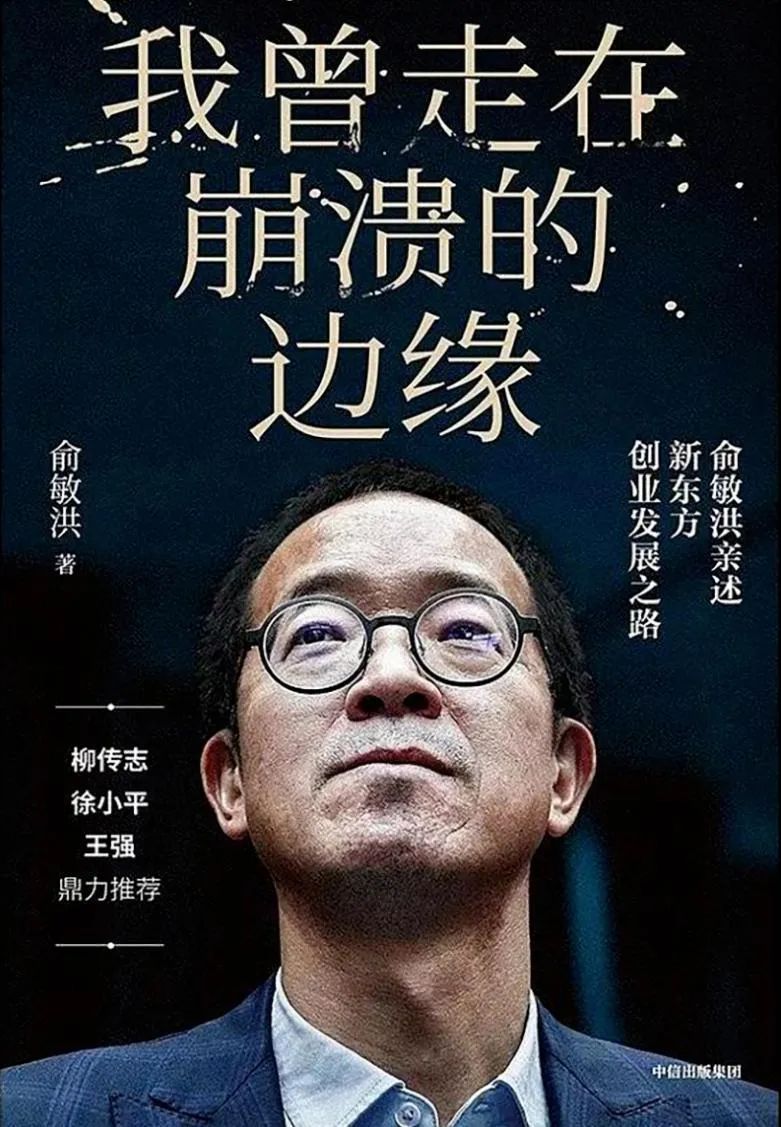 我曾走在
崩溃的
边缘
俞敏洪 著
俞敏洪亲述
新东方
创业发展之路
柳传志
徐小平
王强
鼎力推荐
中信出版集团